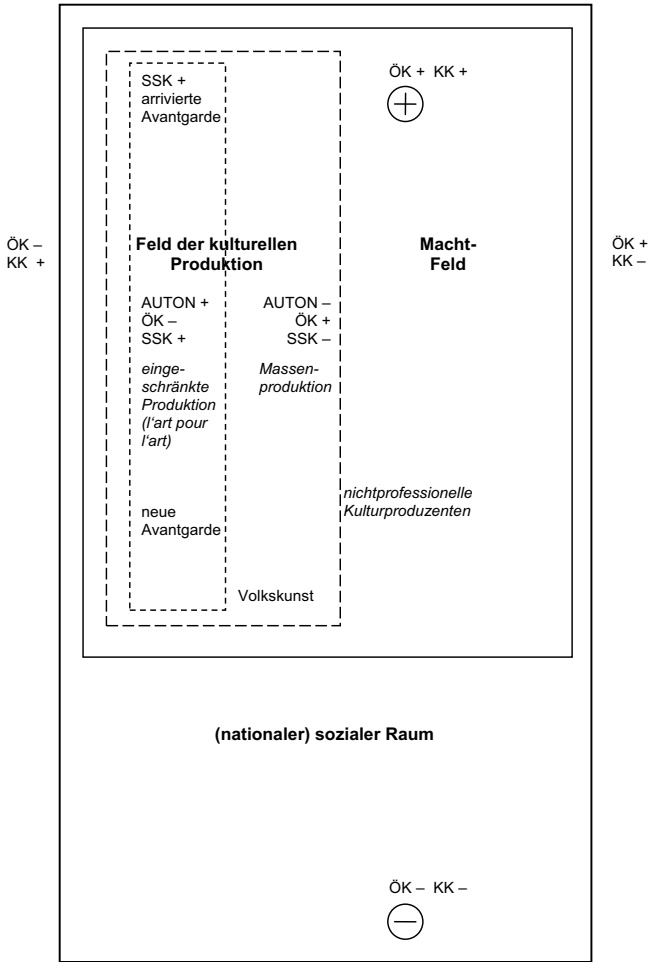 ÖK + KK +
SSK +
arrivierte
Avantgarde
ÖK –
KK +
Feld der kulturellen
Produktion
Macht-
Feld
ÖK +
KK –
AUTON +
ÖK –
SSK +
einge-
schränkte
Produktion
(l‘art pour
l‘art)
AUTON –
ÖK +
SSK –
Massen-
produktion
neue
Avantgarde
nichtprofessionelle
Kulturproduzenten
Volkskunst
(nationaler) sozialer Raum
ÖK – KK –